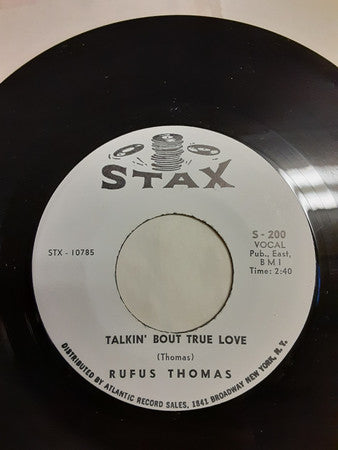 STAX
STX - 10785
S - 200
VOCAL
Pub., East,
B M I
Time: 2:40
TALKIN' BOUT TRUE LOVE
(Thomas)
RUFUS THOMAS
DISTRIBUTED BY ATLANTIC RECORD SALES, 1841 BROADWAY NEW YORK, N. Y.